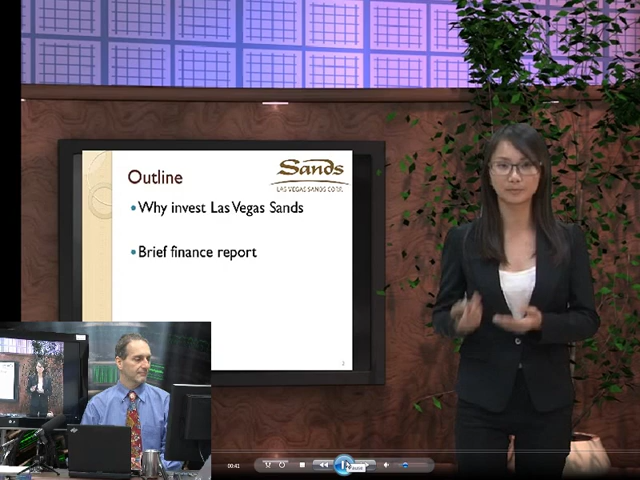 Outline
Sands
LAS VEGAS SANDS CORP.
•Why invest Las Vegas Sands
•Brief finance report
00:41